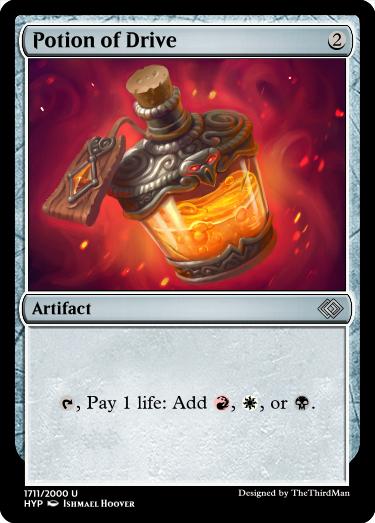 Potion of Drive 2
Artifact
, Pay 1 life: Add , , or .
1711/2000 U
HYP Ishmael Hoover
Designed by TheThirdMan